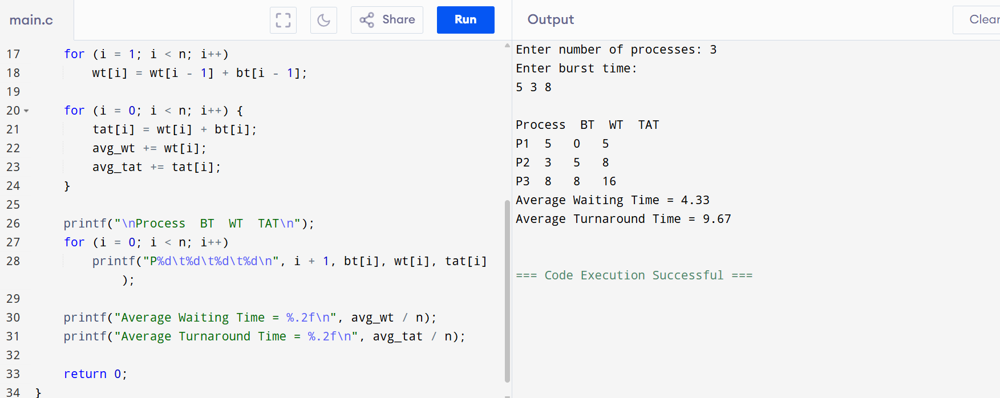 main.c
Share
Run
17 for (i = 1; i < n; i++)
18 wt[i] = wt[i - 1] + bt[i - 1];
19
20 for (i = 0; i < n; i++) {
21 tat[i] = wt[i] + bt[i];
22 avg_wt += wt[i];
23 avg_tat += tat[i];
24 }
25
26 printf("\nProcess  BT  WT  TAT\n");
27 for (i = 0; i < n; i++)
28 printf("P%d\t%d\t%d\t%d\n", i + 1, bt[i], wt[i], tat[i]
);
29
30 printf("Average Waiting Time = %.2f\n", avg_wt / n);
31 printf("Average Turnaround Time = %.2f\n", avg_tat / n);
32
33 return 0;
34 }
Output
Clear
Enter number of processes: 3
Enter burst time:
5 3 8
Process  BT  WT  TAT
P1 5 0 5
P2 3 5 8
P3 8 8 16
Average Waiting Time = 4.33
Average Turnaround Time = 9.67
=== Code Execution Successful ===